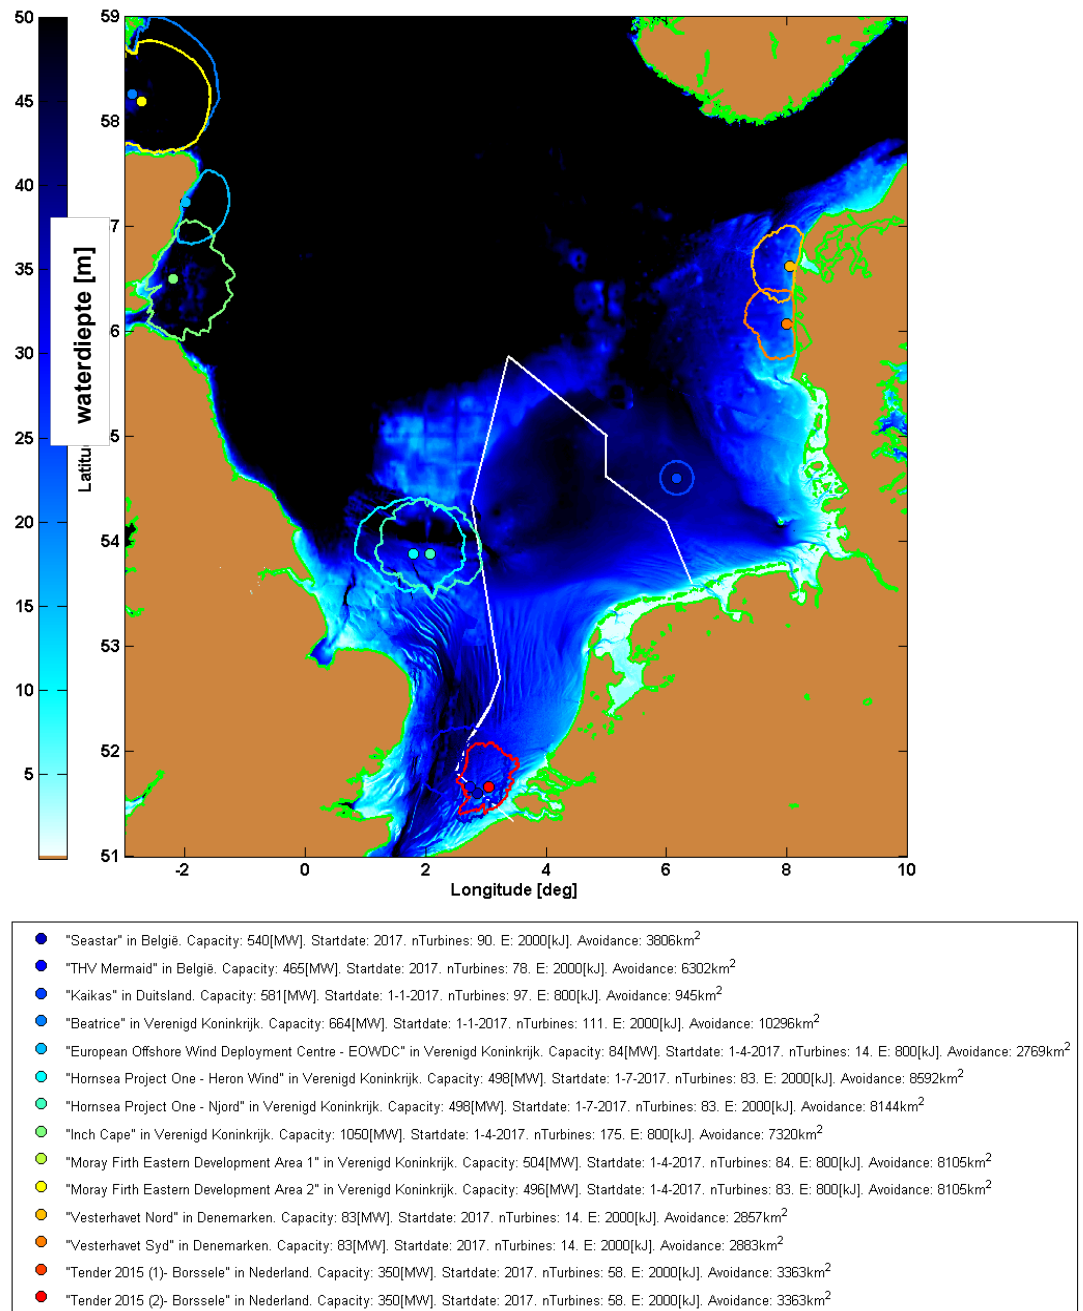 50
45
40
35
30
25
20
15
10
5
waterdiepte [m]
Latitu
59
58
7
6
5
54
53
52
51
-2
0
2
4
6
8
10
Longitude [deg]
"Seastar" in België. Capacity: 540[MW]. Startdate: 2017. nTurbines: 90. E: 2000[kJ]. Avoidance: 3806km²
"THV Mermaid" in België. Capacity: 465[MW]. Startdate: 2017. nTurbines: 78. E: 2000[kJ]. Avoidance: 6302km²
"Kaikas" in Duitsland. Capacity: 581[MW]. Startdate: 1-1-2017. nTurbines: 97. E: 800[kJ]. Avoidance: 945km²
"Beatrice" in Verenigd Koninkrijk. Capacity: 664[MW]. Startdate: 1-1-2017. nTurbines: 111. E: 2000[kJ]. Avoidance: 10296km²
"European Offshore Wind Deployment Centre - EOWDC" in Verenigd Koninkrijk. Capacity: 84[MW]. Startdate: 1-4-2017. nTurbines: 14. E: 800[kJ]. Avoidance: 2769km²
"Hornsea Project One - Heron Wind" in Verenigd Koninkrijk. Capacity: 498[MW]. Startdate: 1-7-2017. nTurbines: 83. E: 2000[kJ]. Avoidance: 8592km²
"Hornsea Project One - Njord" in Verenigd Koninkrijk. Capacity: 498[MW]. Startdate: 1-7-2017. nTurbines: 83. E: 2000[kJ]. Avoidance: 8144km²
"Inch Cape" in Verenigd Koninkrijk. Capacity: 1050[MW]. Startdate: 1-4-2017. nTurbines: 175. E: 800[kJ]. Avoidance: 7320km²
"Moray Firth Eastern Development Area 1" in Verenigd Koninkrijk. Capacity: 504[MW]. Startdate: 1-4-2017. nTurbines: 84. E: 800[kJ]. Avoidance: 8105km²
"Moray Firth Eastern Development Area 2" in Verenigd Koninkrijk. Capacity: 496[MW]. Startdate: 1-4-2017. nTurbines: 83. E: 800[kJ]. Avoidance: 8105km²
"Vesterhavet Nord" in Denemarken. Capacity: 83[MW]. Startdate: 2017. nTurbines: 14. E: 2000[kJ]. Avoidance: 2857km²
"Vesterhavet Syd" in Denemarken. Capacity: 83[MW]. Startdate: 2017. nTurbines: 14. E: 2000[kJ]. Avoidance: 2883km²
"Tender 2015 (1)- Borssele" in Nederland. Capacity: 350[MW]. Startdate: 2017. nTurbines: 58. E: 2000[kJ]. Avoidance: 3363km²
"Tender 2015 (2)- Borssele" in Nederland. Capacity: 350[MW]. Startdate: 2017. nTurbines: 58. E: 2000[kJ]. Avoidance: 3363km²